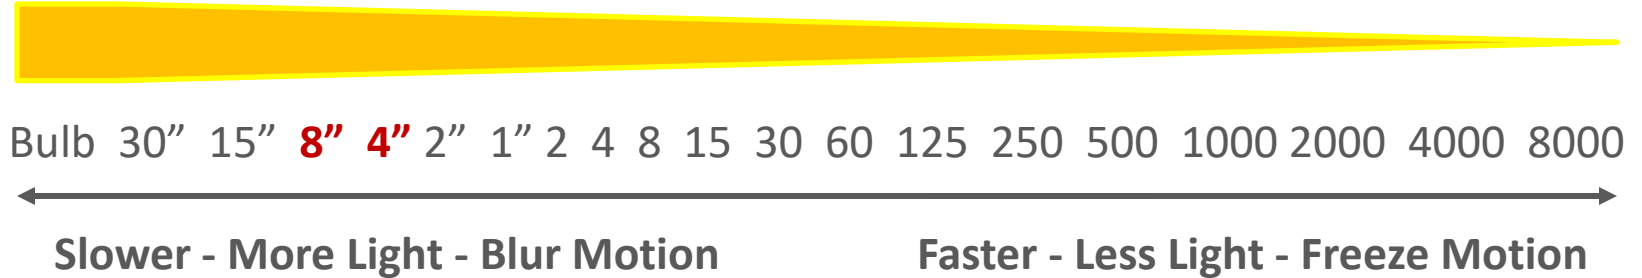 Bulb 30” 15” 8” 4” 2” 1” 2 4 8 15 30 60 125 250 500 1000 2000 4000 8000
Slower - More Light - Blur Motion Faster - Less Light - Freeze Motion